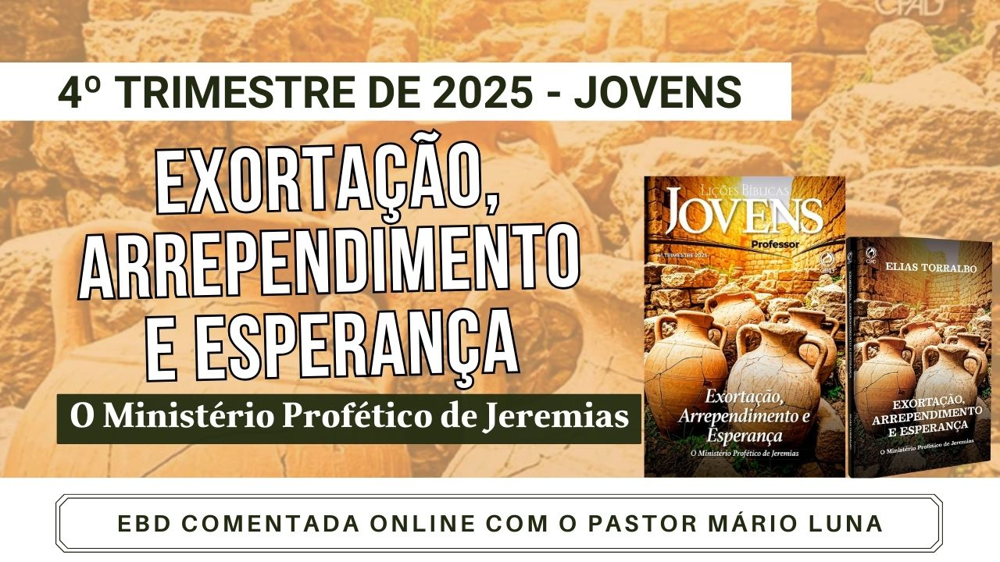 CPAD
4º TRIMESTRE DE 2025 - JOVENS
EXORTAÇÃO,
ARREPENDIMENTO
E ESPERANÇA
O Ministério Profético de Jeremias
LIÇÕES BÍBLICAS
JOVENS
Professor
4º TRIMESTRE 2025
CPAD
Exortação,
Arrependimento e
Esperança
O Ministério Profético de Jeremias
CPAD
ELIAS TORRALBO
EXORTAÇÃO,
ARREPENDIMENTO
E ESPERANÇA
O Ministério Profético de Jeremias
EBD COMENTADA ONLINE COM O PASTOR MÁRIO LUNA